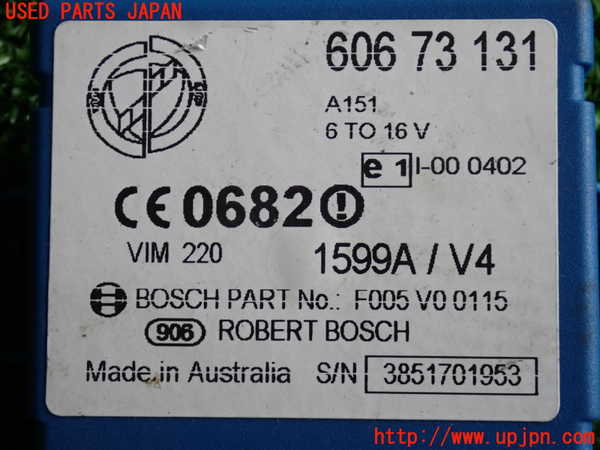 USED PARTS JAPAN
606 73 131
A151
6 TO 16 V
e 1 I-00 0402
CE 0682
VIM 220
1599A / V4
BOSCH PART No.: F005 V0 0115
906 ROBERT BOSCH
Made in Australia S/N 3851701953
http://www.upjpn.com/